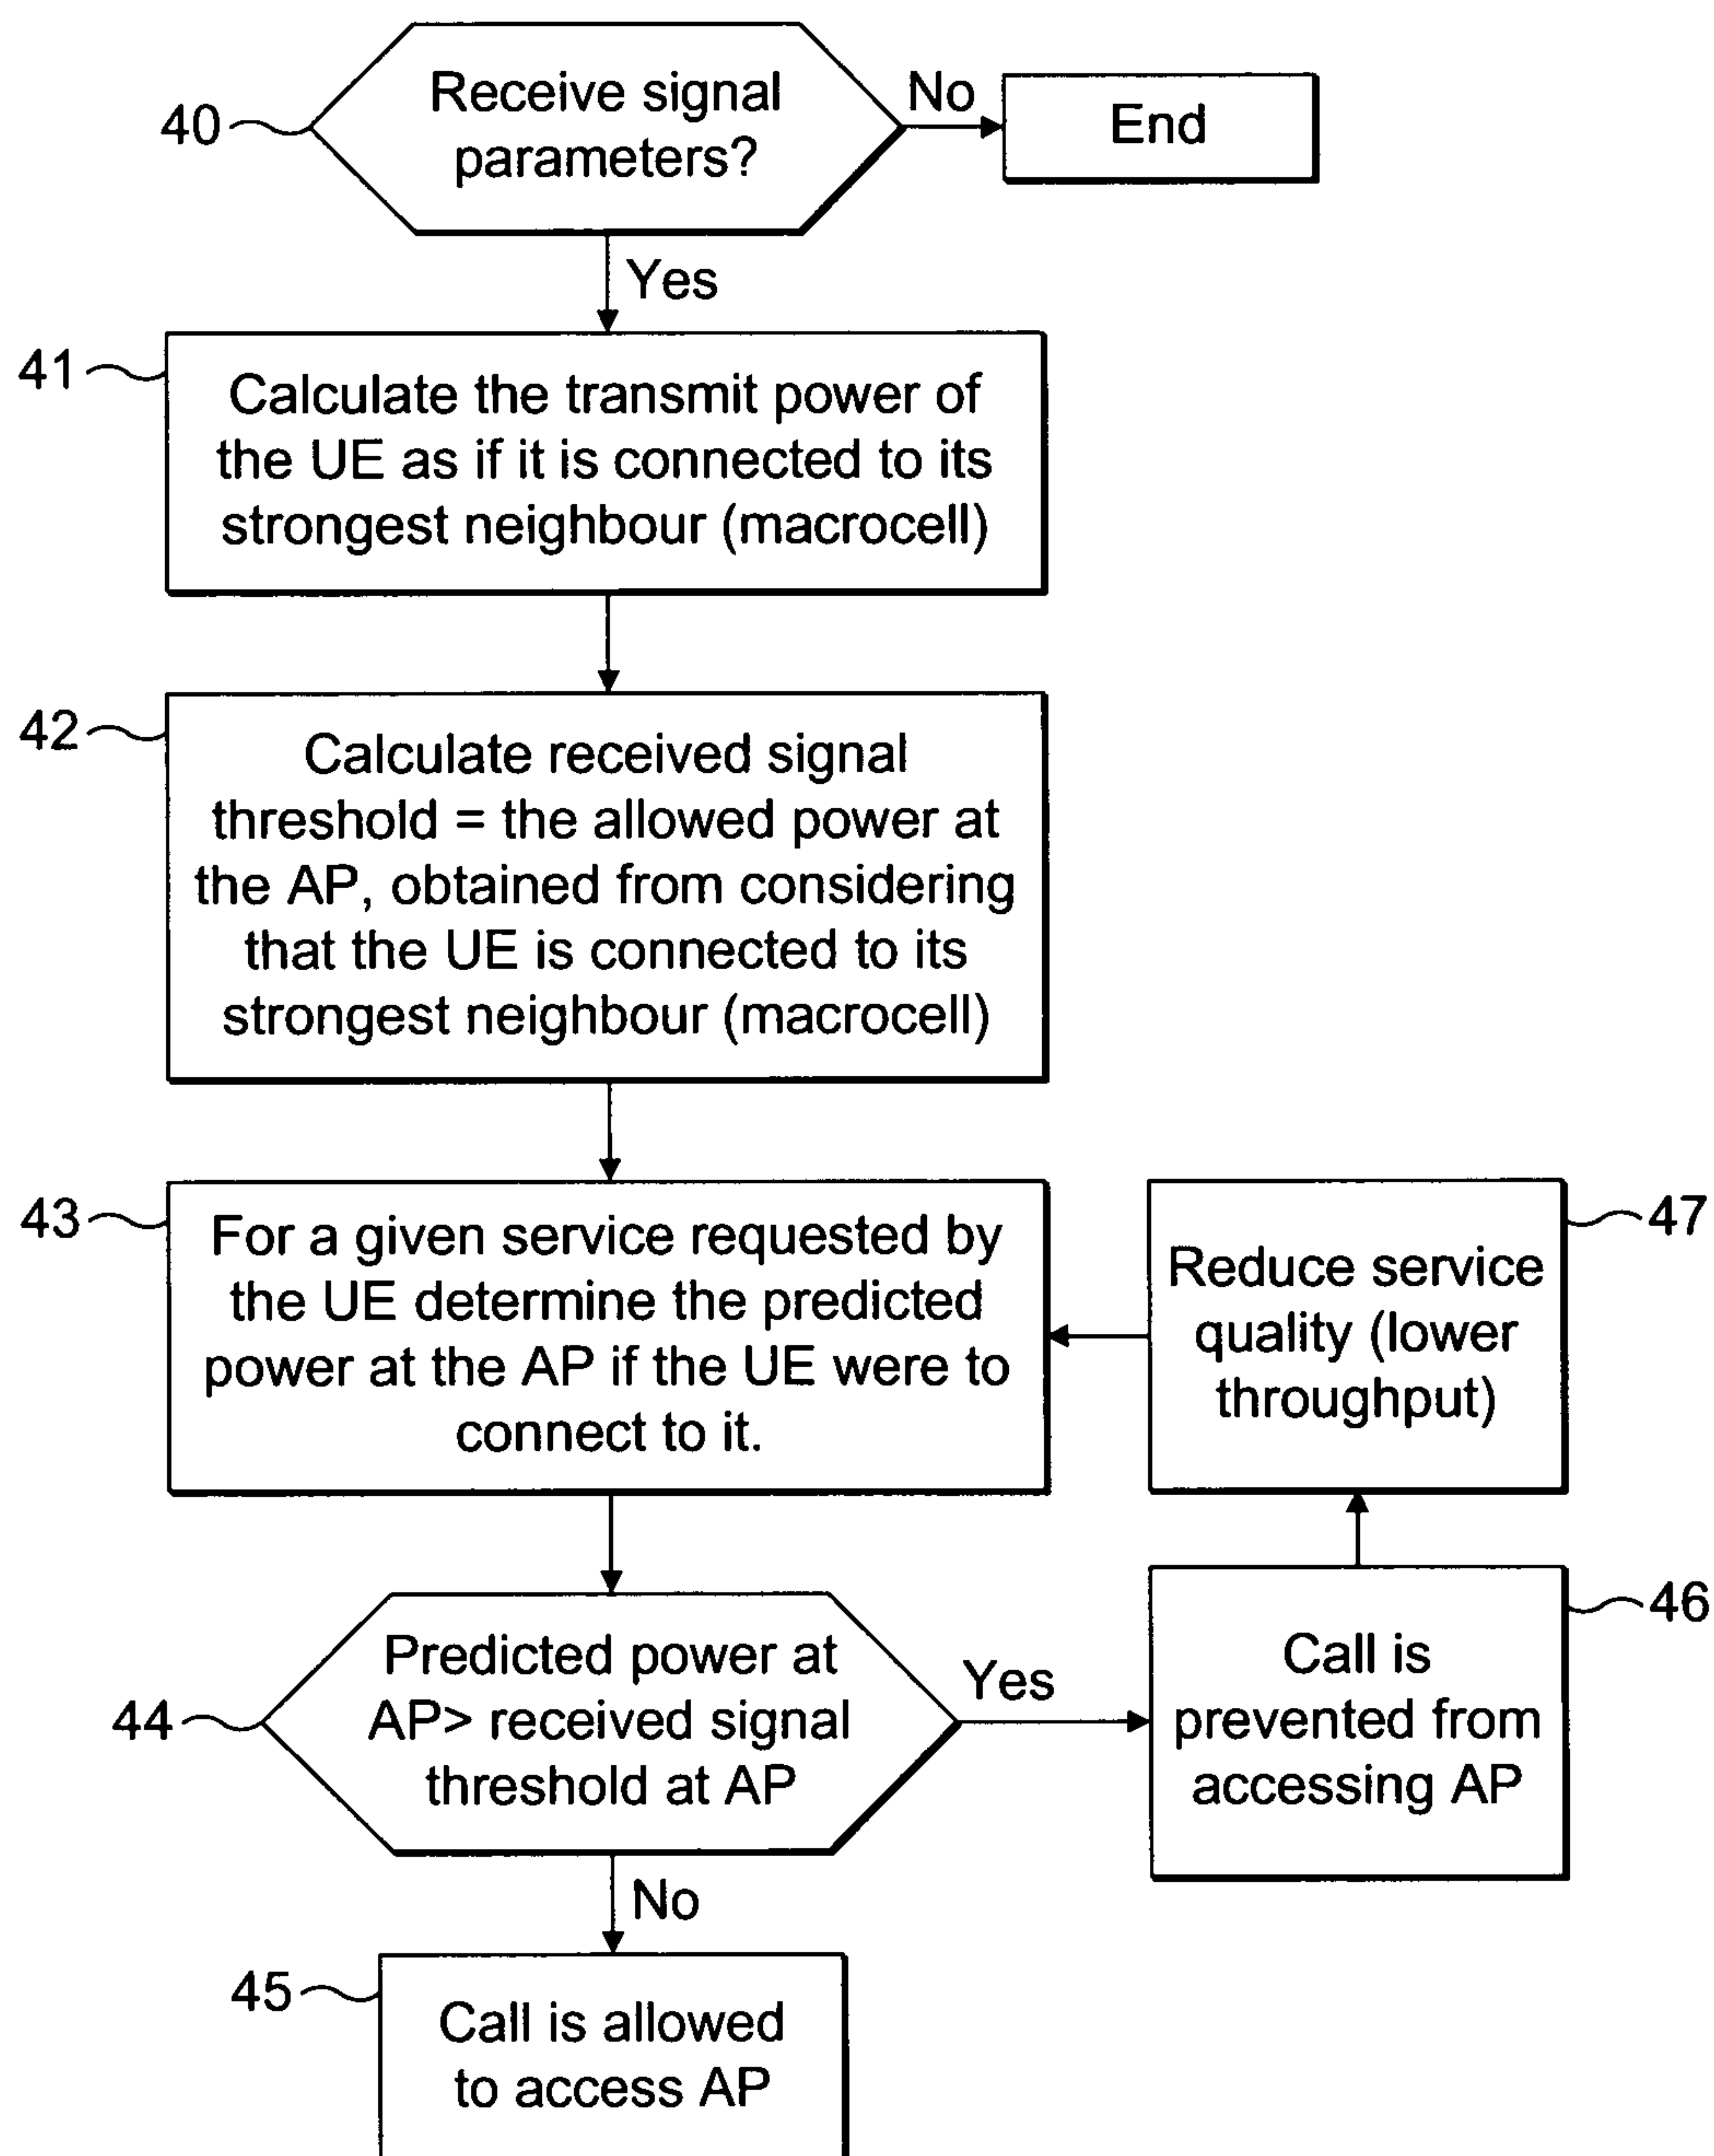 40
Receive signal
parameters?
No
End
Yes
41
Calculate the transmit power of
the UE as if it is connected to its
strongest neighbour (macrocell)
42
Calculate received signal
threshold = the allowed power at
the AP, obtained from considering
that the UE is connected to its
strongest neighbour (macrocell)
43
For a given service requested by
the UE determine the predicted
power at the AP if the UE were to
connect to it.
47
Reduce service
quality (lower
throughput)
44
Predicted power at
AP> received signal
threshold at AP
Yes
46
Call is
prevented from
accessing AP
No
45
Call is allowed
to access AP